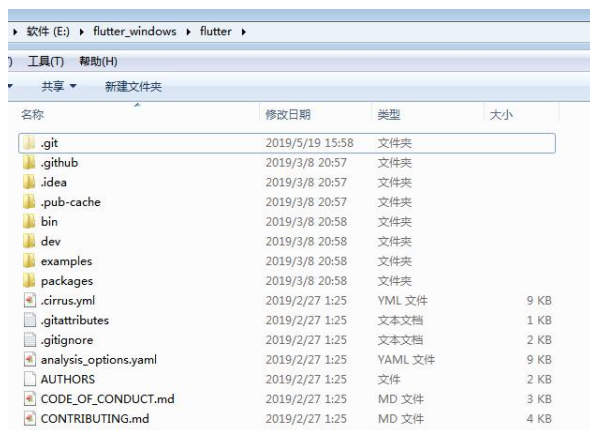 软件 (E:) flutter_windows flutter
) 工具(T) 帮助(H)
共享 新建文件夹
名称 修改日期 类型 大小
.git 2019/5/19 15:58 文件夹
.github 2019/3/8 20:57 文件夹
.idea 2019/3/8 20:57 文件夹
.pub-cache 2019/3/8 20:57 文件夹
bin 2019/3/8 20:58 文件夹
dev 2019/3/8 20:58 文件夹
examples 2019/3/8 20:58 文件夹
packages 2019/3/8 20:58 文件夹
.cirrus.yml 2019/2/27 1:25 YML 文件 9 KB
.gitattributes 2019/2/27 1:25 文本文档 1 KB
.gitignore 2019/2/27 1:25 文本文档 2 KB
analysis_options.yaml 2019/2/27 1:25 YAML 文件 9 KB
AUTHORS 2019/2/27 1:25 文件 2 KB
CODE_OF_CONDUCT.md 2019/2/27 1:25 MD 文件 3 KB
CONTRIBUTING.md 2019/2/27 1:25 MD 文件 4 KB